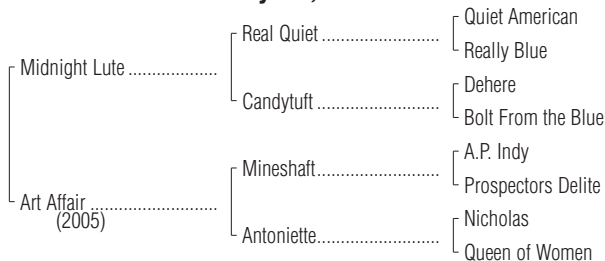 Quiet American
Real Quiet
Really Blue
Midnight Lute
Dehere
Candytuft
Bolt From the Blue
A.P. Indy
Mineshaft
Prospectors Delite
Art Affair
(2005)
Nicholas
Antoniette
Queen of Women